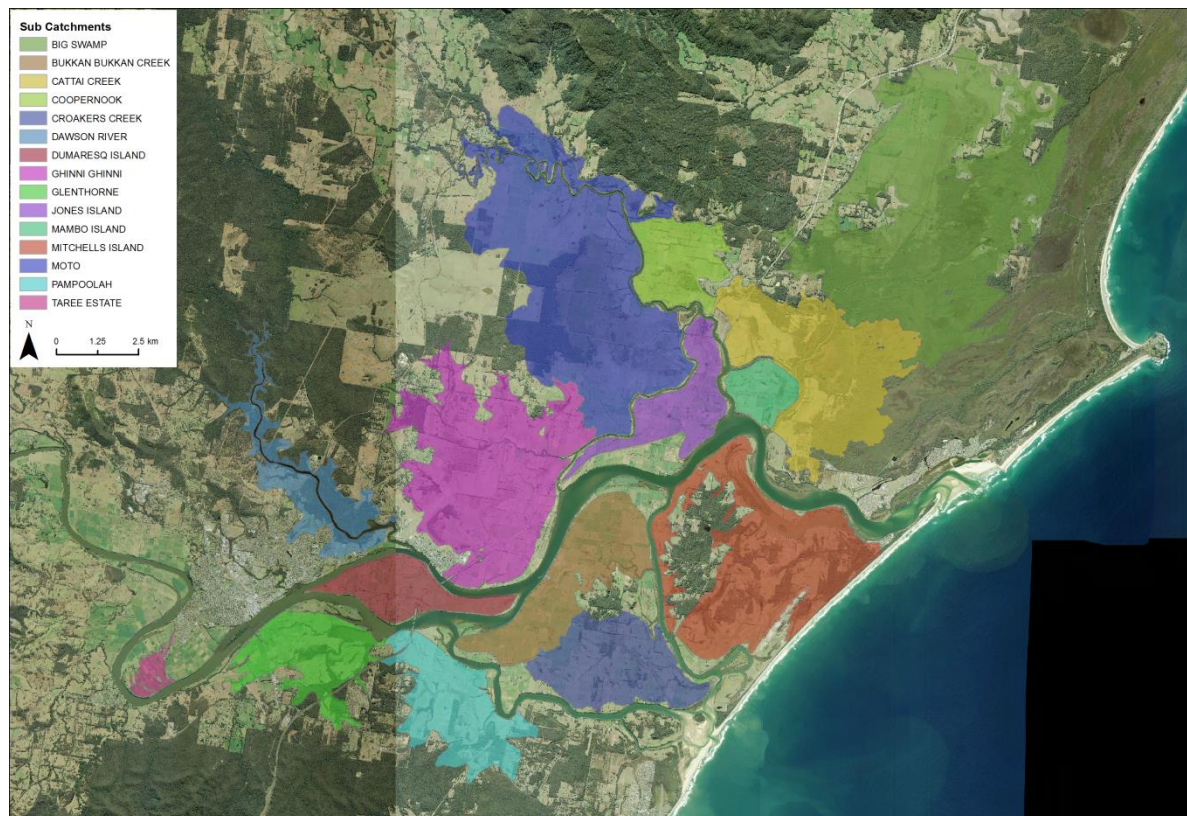 Sub Catchments
BIG SWAMP
BUKKAN BUKKAN CREEK
CATTAI CREEK
COOPERNOOK
CROAKERS CREEK
DAWSON RIVER
DUMARESQ ISLAND
GHINNI GHINNI
GLENTHORNE
JONES ISLAND
MAMBO ISLAND
MITCHELLS ISLAND
MOTO
PAMPOOLAH
TAREE ESTATE
N
0 1.25 2.5 km